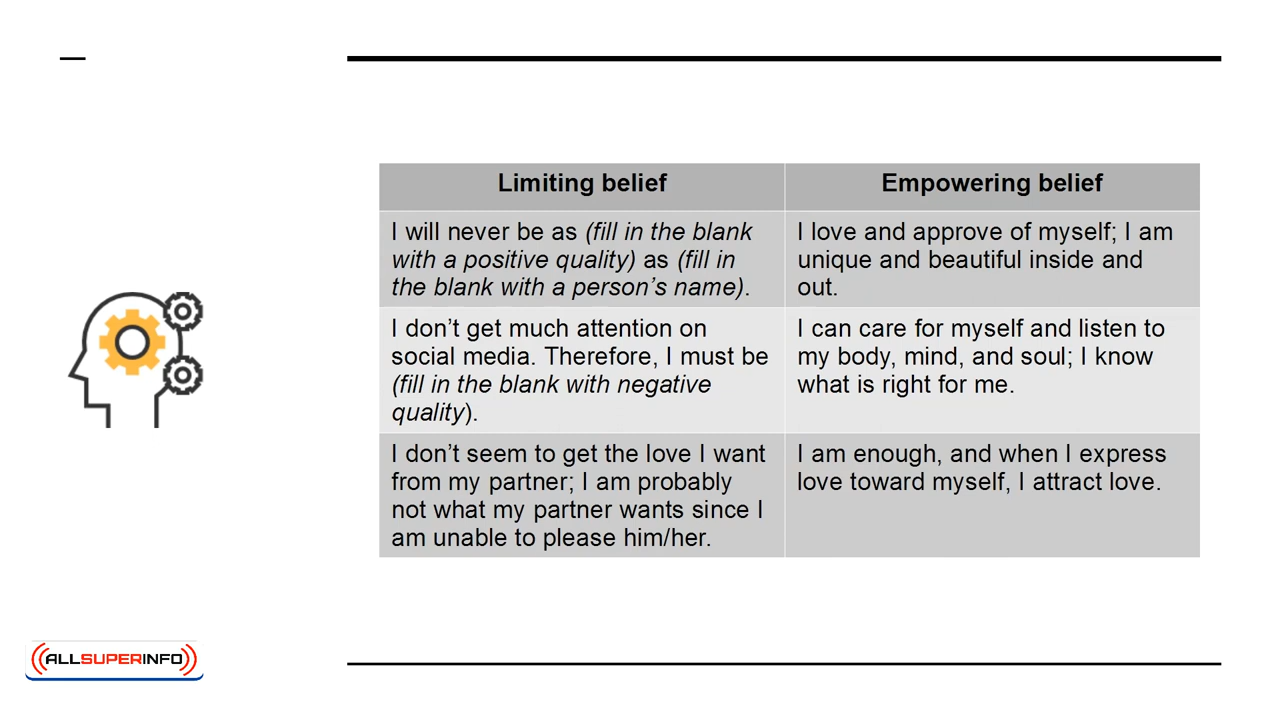 Limiting belief
Empowering belief
I will never be as (fill in the blank
with a positive quality) as (fill in
the blank with a person’s name).
I love and approve of myself; I am
unique and beautiful inside and
out.
I don’t get much attention on
social media. Therefore, I must be
(fill in the blank with negative
quality).
I can care for myself and listen to
my body, mind, and soul; I know
what is right for me.
I don’t seem to get the love I want
from my partner; I am probably
not what my partner wants since I
am unable to please him/her.
I am enough, and when I express
love toward myself, I attract love.
ALLSUPERINFO